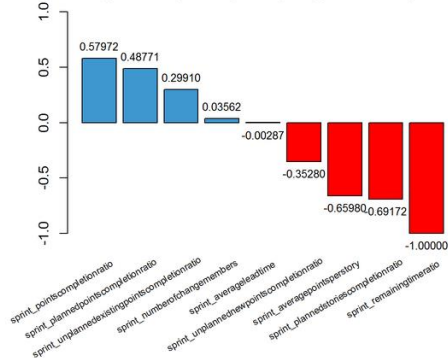 1.0
0.5
0.0
-0.5
-1.0
0.57972
0.48771
0.29910
0.03562
-0.00287
-0.35280
-0.65980
-0.69172
-1.00000
sprint_pointscompletionratio
sprint_plannedpointscompletionratio
sprint_unplannedexistingpointscompletionratio
sprint_numberofchangemembers
sprint_averageleadtime
sprint_unplannednewpointscompletionratio
sprint_averagepointsperstory
sprint_plannedstoriescompletionratio
sprint_remainingtimeratio